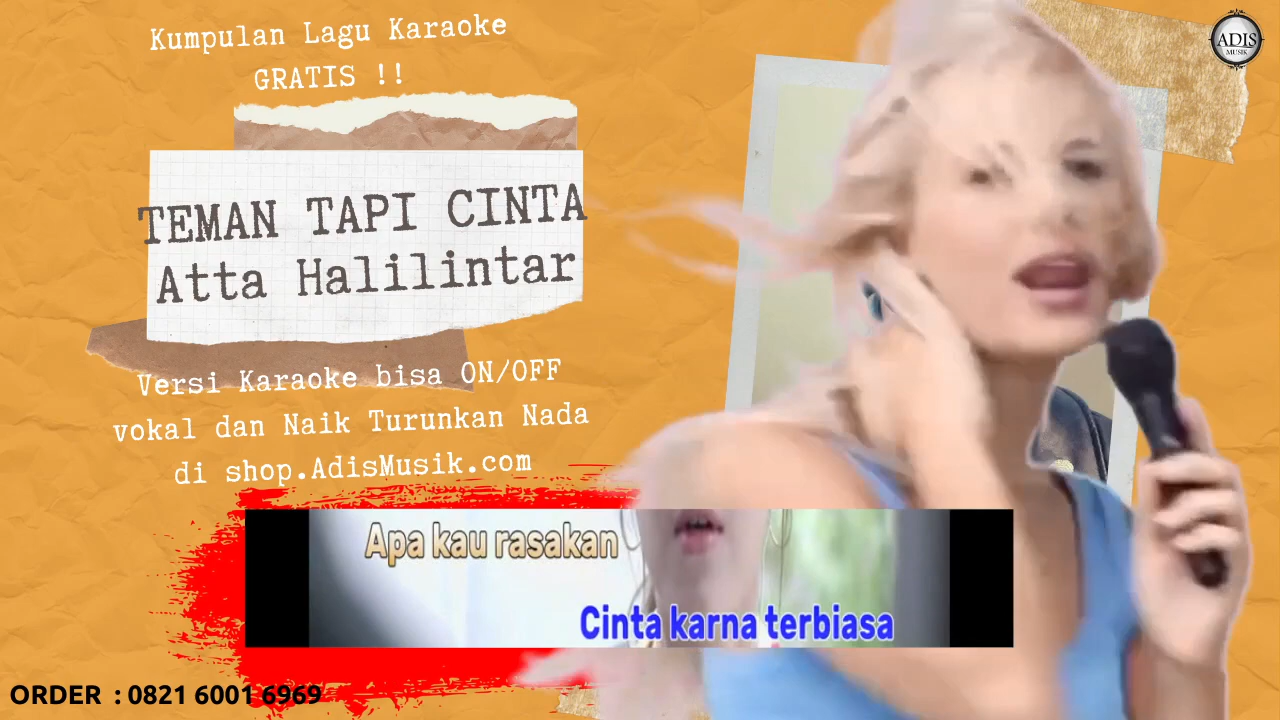 Kumpulan Lagu Karaoke
GRATIS !!
ADIS
MUSIK
TEMAN TAPI CINTA
Atta Halilintar
Versi Karaoke bisa ON/OFF
vokal dan Naik Turunkan Nada
di shop.AdisMusik.com
Apa kau rasakan
Cinta karna terbiasa
ORDER : 0821 6001 6969